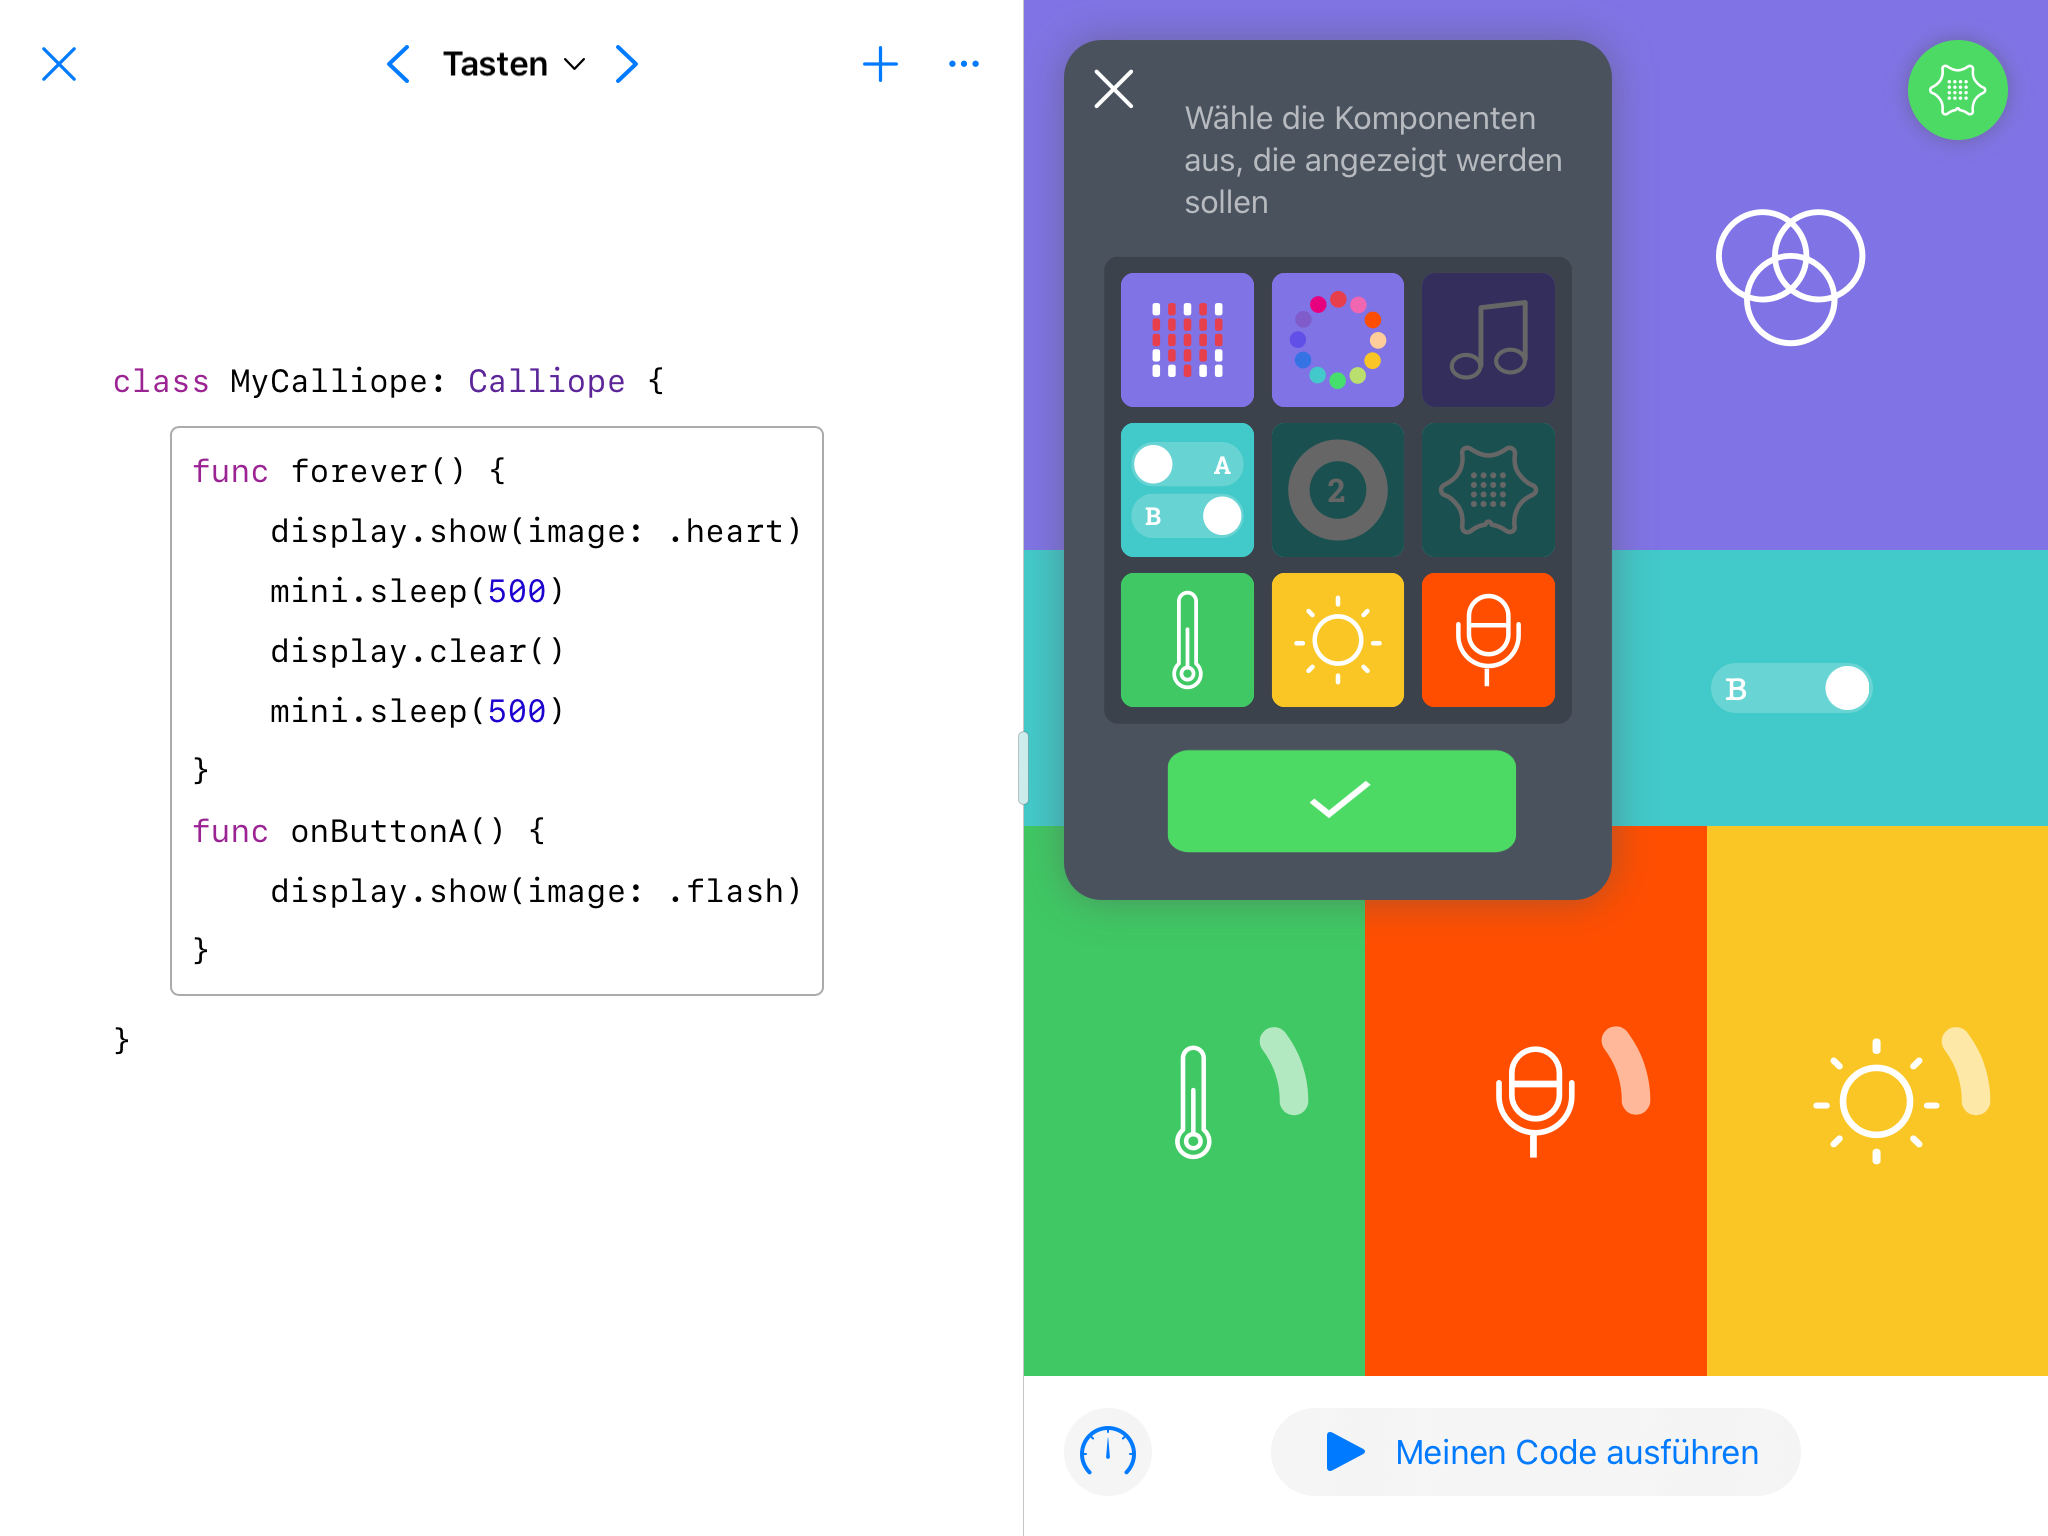 Tasten
class MyCalliope: Calliope {
func forever() {
display.show(image: .heart)
mini.sleep(500)
display.clear()
mini.sleep(500)
}
func onButtonA() {
display.show(image: .flash)
}
}
Wähle die Komponenten
aus, die angezeigt werden
sollen
A
B
2
B
Meinen Code ausführen